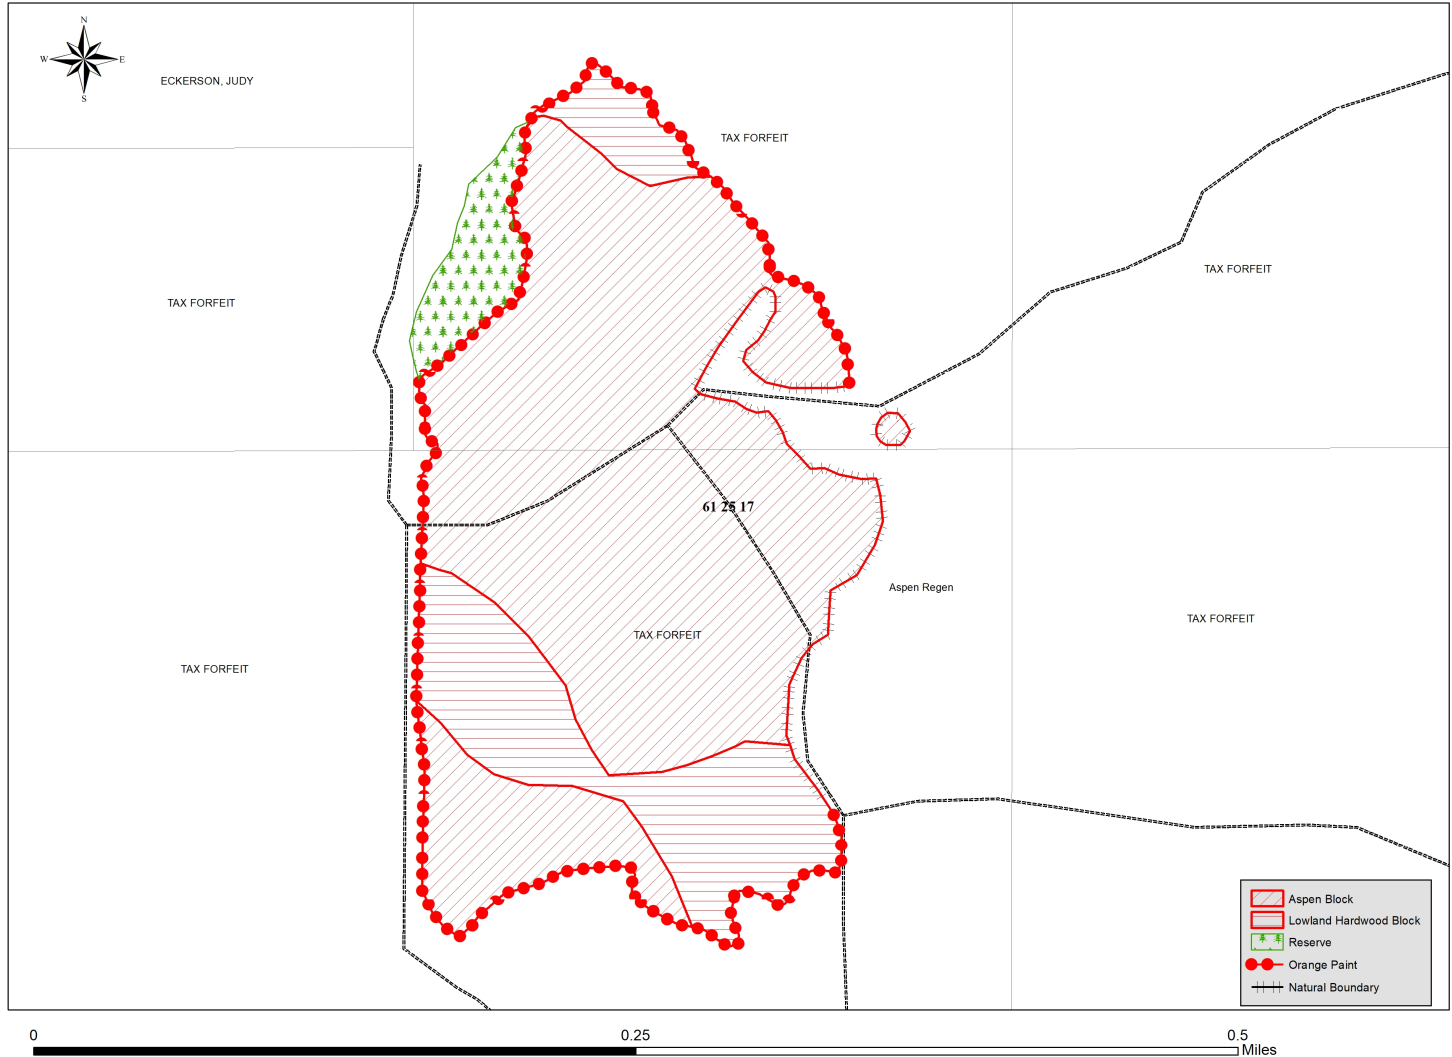 N
W
E
S
ECKERSON, JUDY
TAX FORFEIT
TAX FORFEIT
TAX FORFEIT
61 25 17
Aspen Regen
TAX FORFEIT
TAX FORFEIT
TAX FORFEIT
Aspen Block
Lowland Hardwood Block
Reserve
Orange Paint
Natural Boundary
0
0.25
0.5
Miles